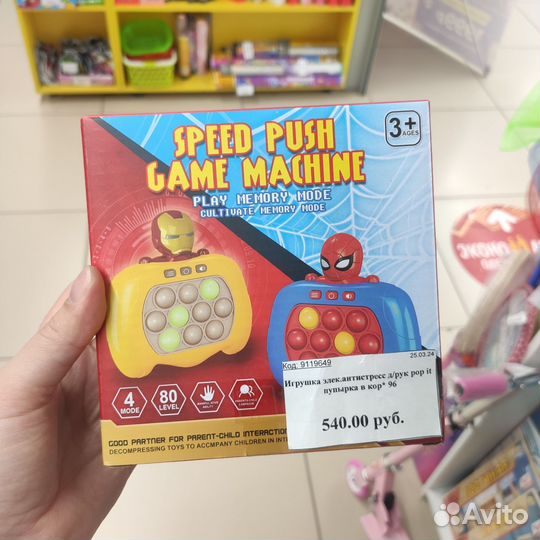 SPEED PUSH
GAME MACHINE
PLAY MEMORY MODE
CULTIVATE MEMORY MODE
3+
AGES
4
MODE
80
LEVEL
GOOD PARTNER FOR PARENT-CHILD INTERACTION
DECOMPRESSING TOYS TO ACCMPANY CHILDREN IN INT
Код: 9119649
25.03.24
Игрушка элек.антистресс д/рук pop it
пупырка в кор* 96
540.00 руб.
Avito